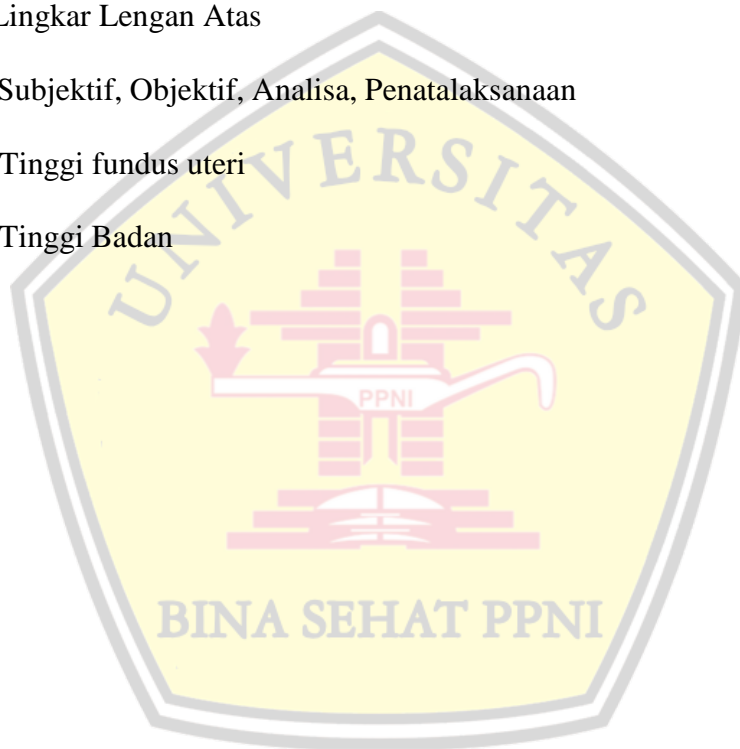 Lingkar Lengan Atas
Subjektif, Objektif, Analisa, Penatalaksanaan
Tinggi fundus uteri
Tinggi Badan
UNIVERSITAS
PPNI
BINA SEHAT PPNI